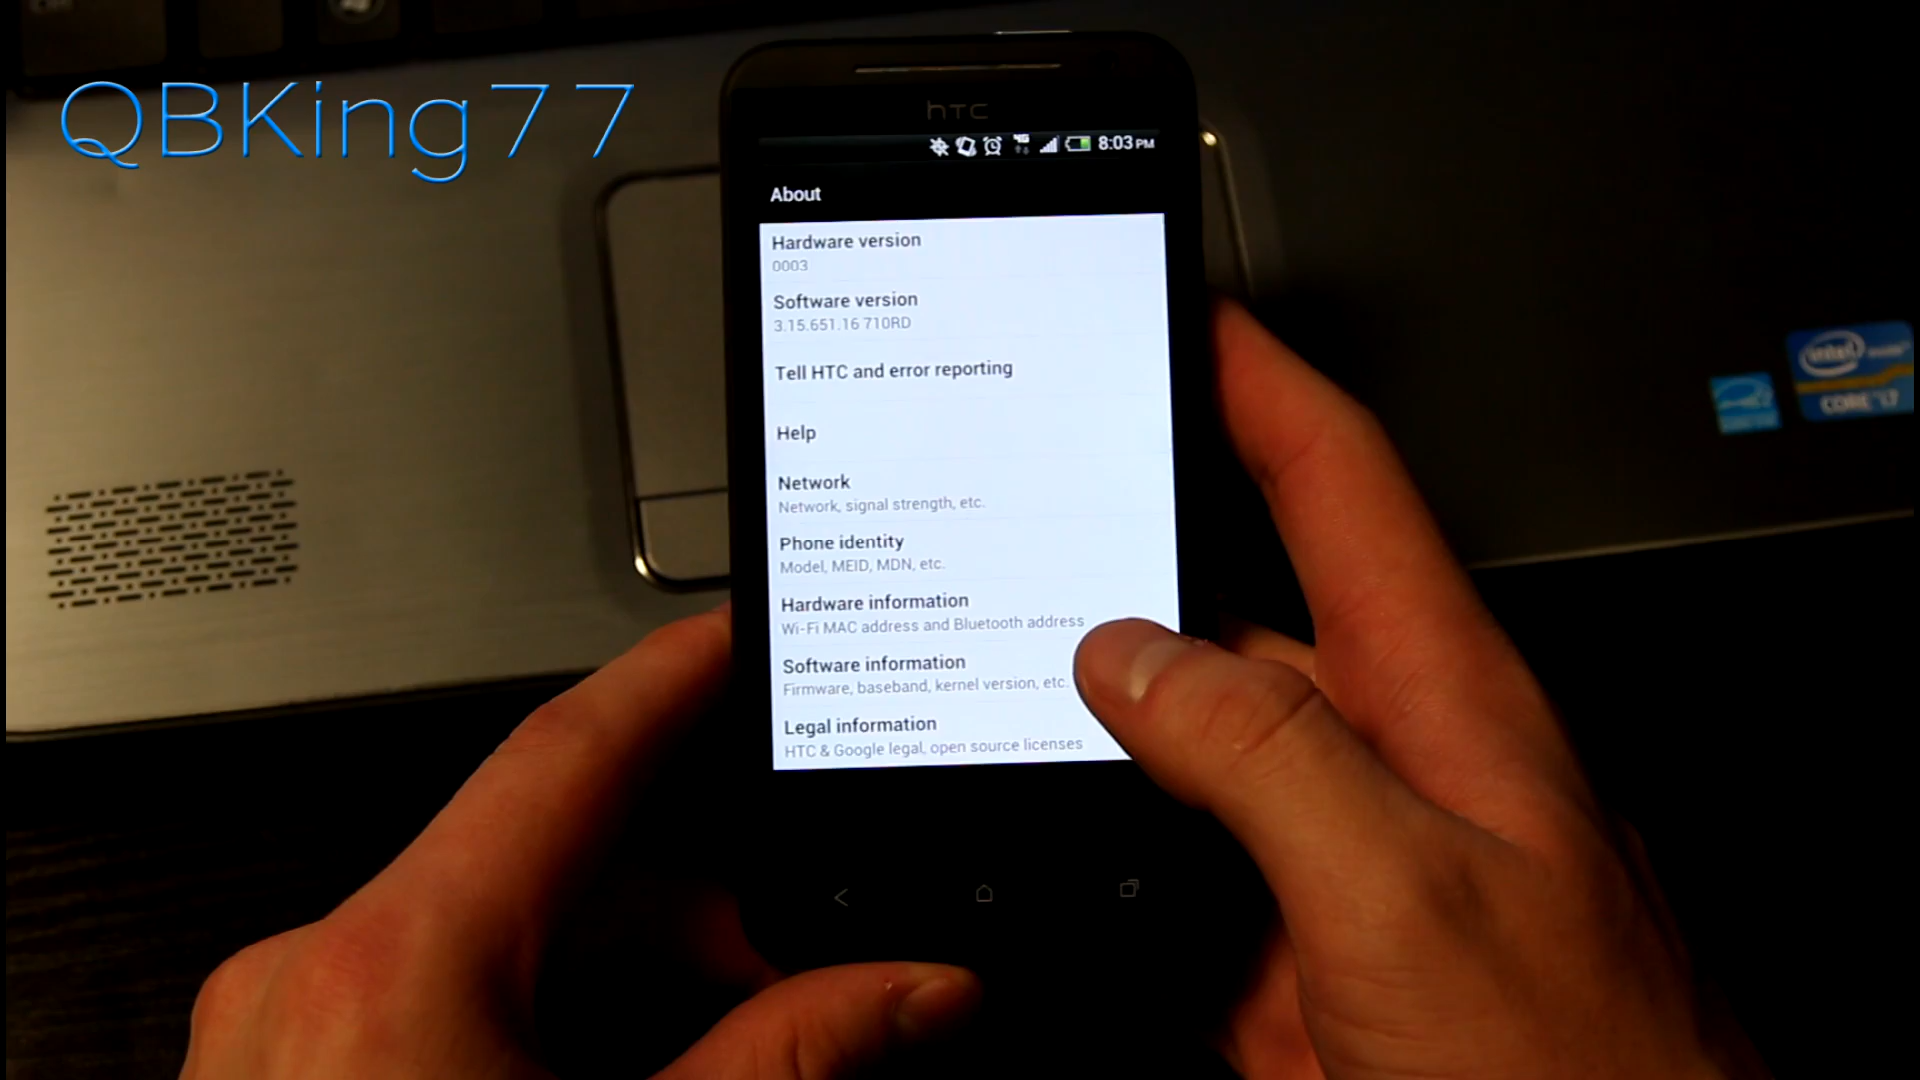 QBKing77
hTC
8:03 PM
About
Hardware version
0003
Software version
3.15.651.16 710RD
Tell HTC and error reporting
Help
Network
Network, signal strength, etc.
Phone identity
Model, MEID, MDN, etc.
Hardware information
Wi-Fi MAC address and Bluetooth address
Software information
Firmware, baseband, kernel version, etc.
Legal information
HTC & Google legal, open source licenses
intel
CORE i7